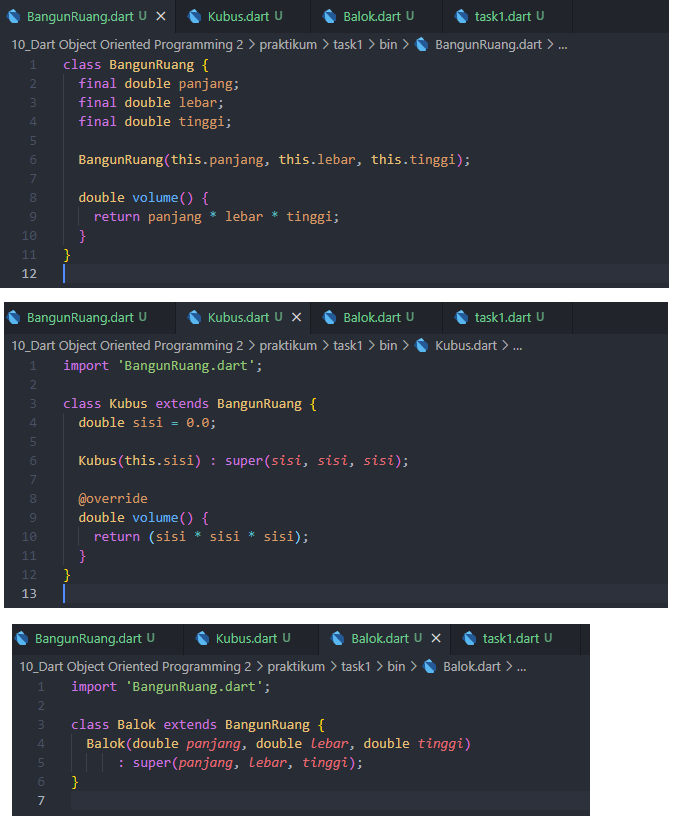 BangunRuang.dart U × Kubus.dart U Balok.dart U task1.dart U
10_Dart Object Oriented Programming 2 > praktikum > task1 > bin > BangunRuang.dart > ...
1 class BangunRuang {
2 final double panjang;
3 final double lebar;
4 final double tinggi;
5
6 BangunRuang(this.panjang, this.lebar, this.tinggi);
7
8 double volume() {
9 return panjang * lebar * tinggi;
10 }
11 }
12
BangunRuang.dart U Kubus.dart U × Balok.dart U task1.dart U
10_Dart Object Oriented Programming 2 > praktikum > task1 > bin > Kubus.dart > ...
1 import 'BangunRuang.dart';
2
3 class Kubus extends BangunRuang {
4 double sisi = 0.0;
5
6 Kubus(this.sisi) : super(sisi, sisi, sisi);
7
8 @override
9 double volume() {
10 return (sisi * sisi * sisi);
11 }
12 }
13
BangunRuang.dart U Kubus.dart U Balok.dart U × task1.dart U
10_Dart Object Oriented Programming 2 > praktikum > task1 > bin > Balok.dart > ...
1 import 'BangunRuang.dart';
2
3 class Balok extends BangunRuang {
4 Balok(double panjang, double lebar, double tinggi)
5 : super(panjang, lebar, tinggi);
6 }
7